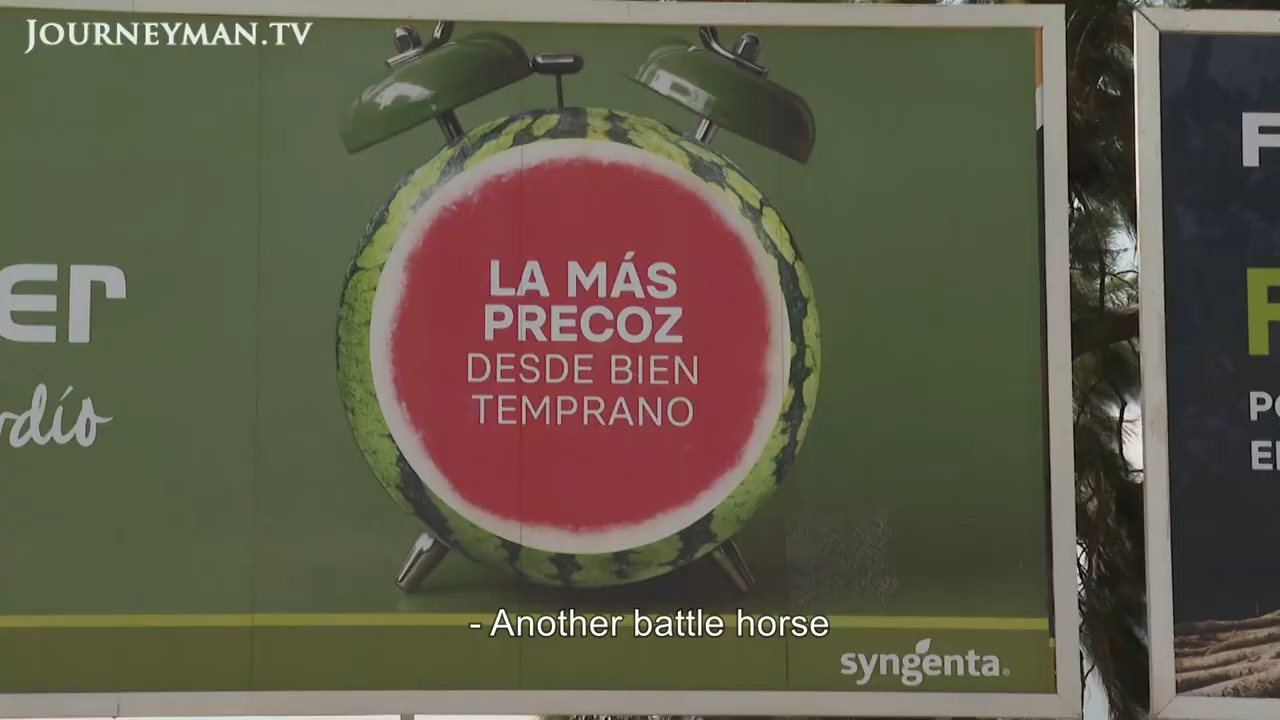 JOURNEYMAN.TV
LA MÁS
PRECOZ
DESDE BIEN
TEMPRANO
- Another battle horse
syngenta